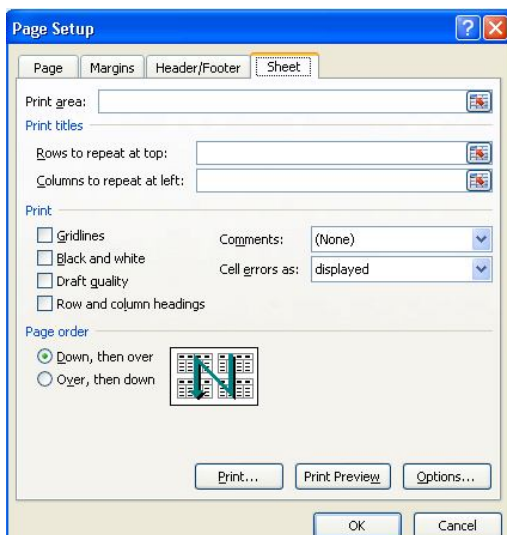 Page Setup
Page Margins Header/Footer Sheet
Print area:
Print titles
Rows to repeat at top:
Columns to repeat at left:
Print
Gridlines Comments: (None)
Black and white Cell errors as: displayed
Draft quality
Row and column headings
Page order
Down, then over
Over, then down
Print... Print Preview Options...
OK Cancel